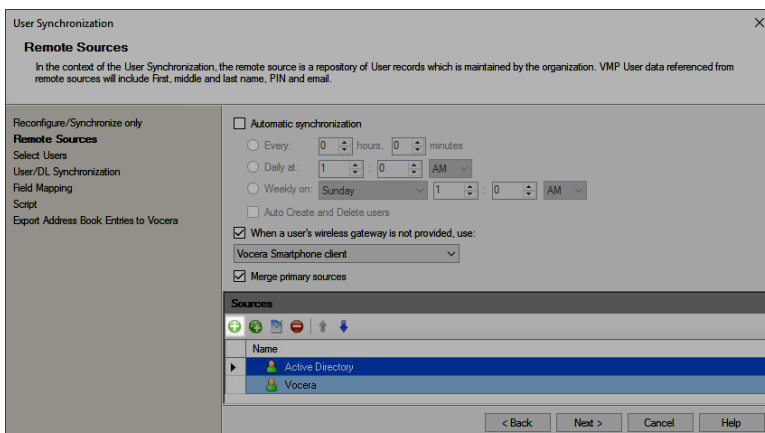 User Synchronization
Remote Sources
In the context of the User Synchronization, the remote source is a repository of User records which is maintained by the organization. VMP User data referenced from
remote sources will include First, middle and last name, PIN and email.
Reconfigure/Synchronize only
Remote Sources
Select Users
User/DL Synchronization
Field Mapping
Script
Export Address Book Entries to Vocera
Automatic synchronization
Every: 0 hours, 0 minutes
Daily at: 1 : 0 AM
Weekly on: Sunday 1 : 0 AM
Auto Create and Delete users
When a user's wireless gateway is not provided, use:
Vocera Smartphone client
Merge primary sources
Sources
Name
Active Directory
Vocera
< Back Next > Cancel Help